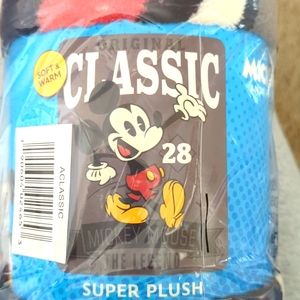 ORIGINAL
CLASSIC
SOFT &
WARM
28
ACLASSIC
MICKEY MOUSE
THE LEGEND
SUPER PLUSH